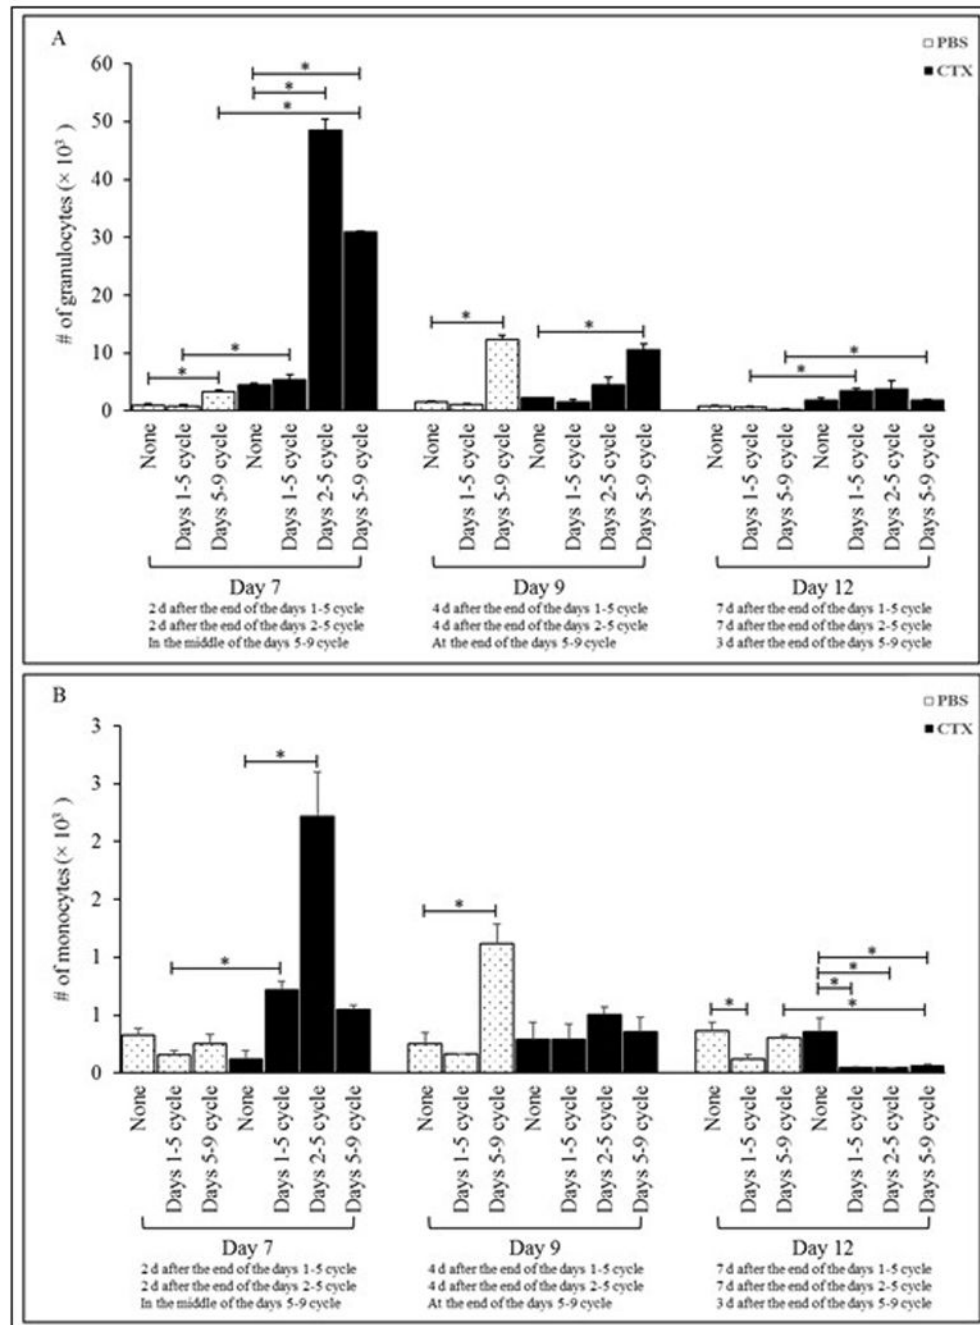 A
PBS
CTX
# of granulocytes (× 10³ )
60
50
40
30
20
10
0
* * * * * * * * *
None
Days 1-5 cycle
Days 5-9 cycle
None
Days 1-5 cycle
Days 2-5 cycle
Days 5-9 cycle
None
Days 1-5 cycle
Days 5-9 cycle
None
Days 1-5 cycle
Days 2-5 cycle
Days 5-9 cycle
None
Days 1-5 cycle
Days 5-9 cycle
None
Days 1-5 cycle
Days 2-5 cycle
Days 5-9 cycle
Day 7
2 d after the end of the days 1-5 cycle
2 d after the end of the days 2-5 cycle
In the middle of the days 5-9 cycle
Day 9
4 d after the end of the days 1-5 cycle
4 d after the end of the days 2-5 cycle
At the end of the days 5-9 cycle
Day 12
7 d after the end of the days 1-5 cycle
7 d after the end of the days 2-5 cycle
3 d after the end of the days 5-9 cycle
B
PBS
CTX
# of monocytes (× 10³ )
3
3
2
2
1
1
0
* * * * * * * *
None
Days 1-5 cycle
Days 5-9 cycle
None
Days 1-5 cycle
Days 2-5 cycle
Days 5-9 cycle
None
Days 1-5 cycle
Days 5-9 cycle
None
Days 1-5 cycle
Days 2-5 cycle
Days 5-9 cycle
None
Days 1-5 cycle
Days 5-9 cycle
None
Days 1-5 cycle
Days 2-5 cycle
Days 5-9 cycle
Day 7
2 d after the end of the days 1-5 cycle
2 d after the end of the days 2-5 cycle
In the middle of the days 5-9 cycle
Day 9
4 d after the end of the days 1-5 cycle
4 d after the end of the days 2-5 cycle
At the end of the days 5-9 cycle
Day 12
7 d after the end of the days 1-5 cycle
7 d after the end of the days 2-5 cycle
3 d after the end of the days 5-9 cycle